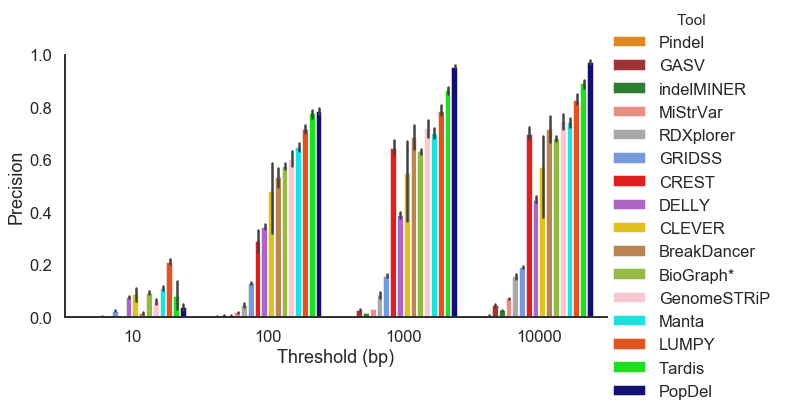 Tool
Pindel
GASV
indelMINER
MiStrVar
RDXplorer
GRIDSS
CREST
DELLY
CLEVER
BreakDancer
BioGraph*
GenomeSTRiP
Manta
LUMPY
Tardis
PopDel
Precision
1.0
0.8
0.6
0.4
0.2
0.0
10 100 1000 10000
Threshold (bp)